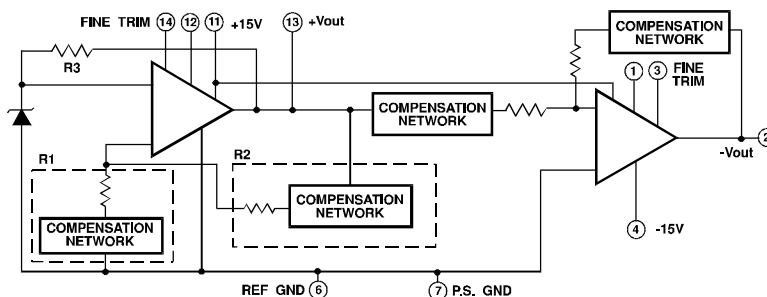 FINE TRIM 14 12 11 +15V 13 +Vout
R3
COMPENSATION
NETWORK
1 3 FINE
TRIM
COMPENSATION
NETWORK
R1
R2
COMPENSATION
NETWORK
COMPENSATION
NETWORK
-Vout 2
4 -15V
REF GND 6
7 P.S. GND